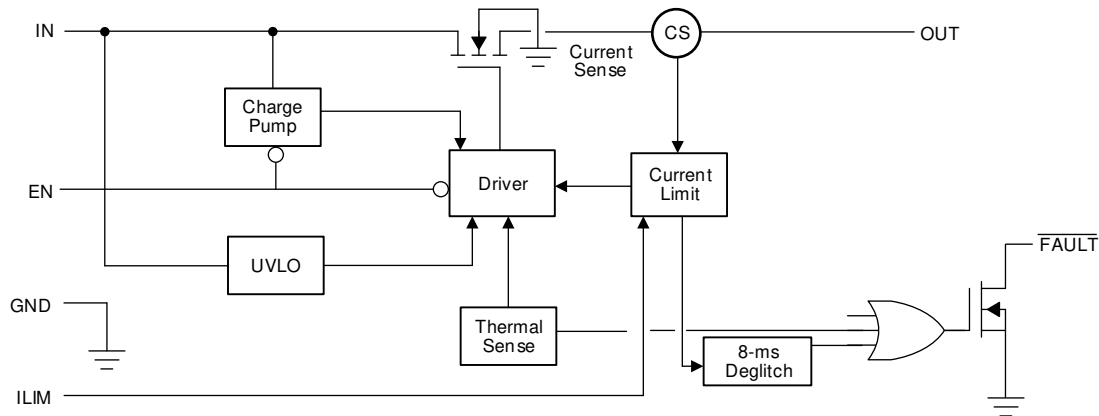 IN
CS
OUT
Current
Sense
Charge
Pump
EN
Driver
Current
Limit
UVLO
FAULT
GND
Thermal
Sense
8-ms
Deglitch
ILIM